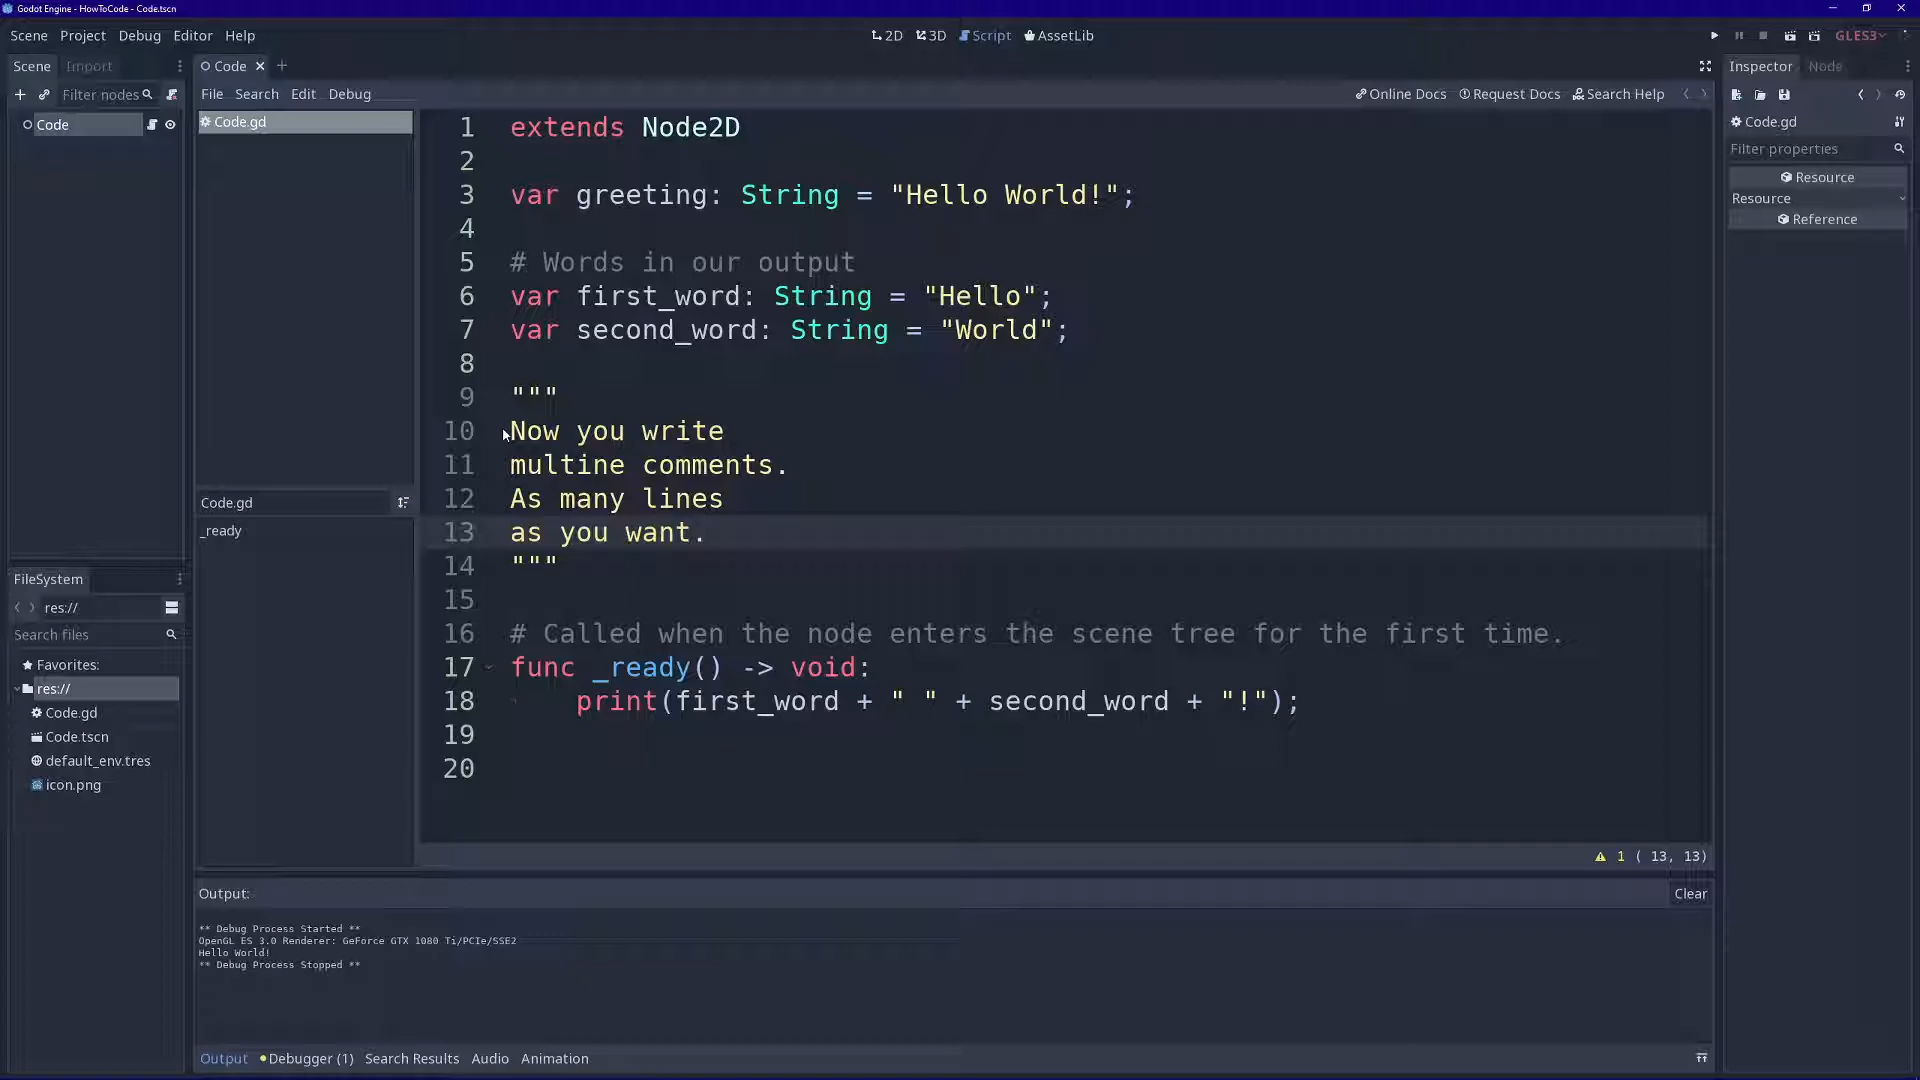 Godot Engine - HowToCode - Code.tscn
Scene Project Debug Editor Help
2D 3D Script AssetLib
GLES3
Scene Import
Filter nodes
Code
Code
File Search Edit Debug
Online Docs Request Docs Search Help
Code.gd
Code.gd
_ready
1 extends Node2D
2
3 var greeting: String = "Hello World!";
4
5 # Words in our output
6 var first_word: String = "Hello";
7 var second_word: String = "World";
8
9 """
10 Now you write
11 multine comments.
12 As many lines
13 as you want.
14 """
15
16 # Called when the node enters the scene tree for the first time.
17 func _ready() -> void:
18 print(first_word + " " + second_word + "!");
19
20
1 ( 13, 13)
FileSystem
res://
Search files
Favorites:
res://
Code.gd
Code.tscn
default_env.tres
icon.png
Output:
Clear
** Debug Process Started **
OpenGL ES 3.0 Renderer: GeForce GTX 1080 Ti/PCIe/SSE2
Hello World!
** Debug Process Stopped **
Output Debugger (1) Search Results Audio Animation
Inspector Node
Code.gd
Filter properties
Resource
Resource
Reference